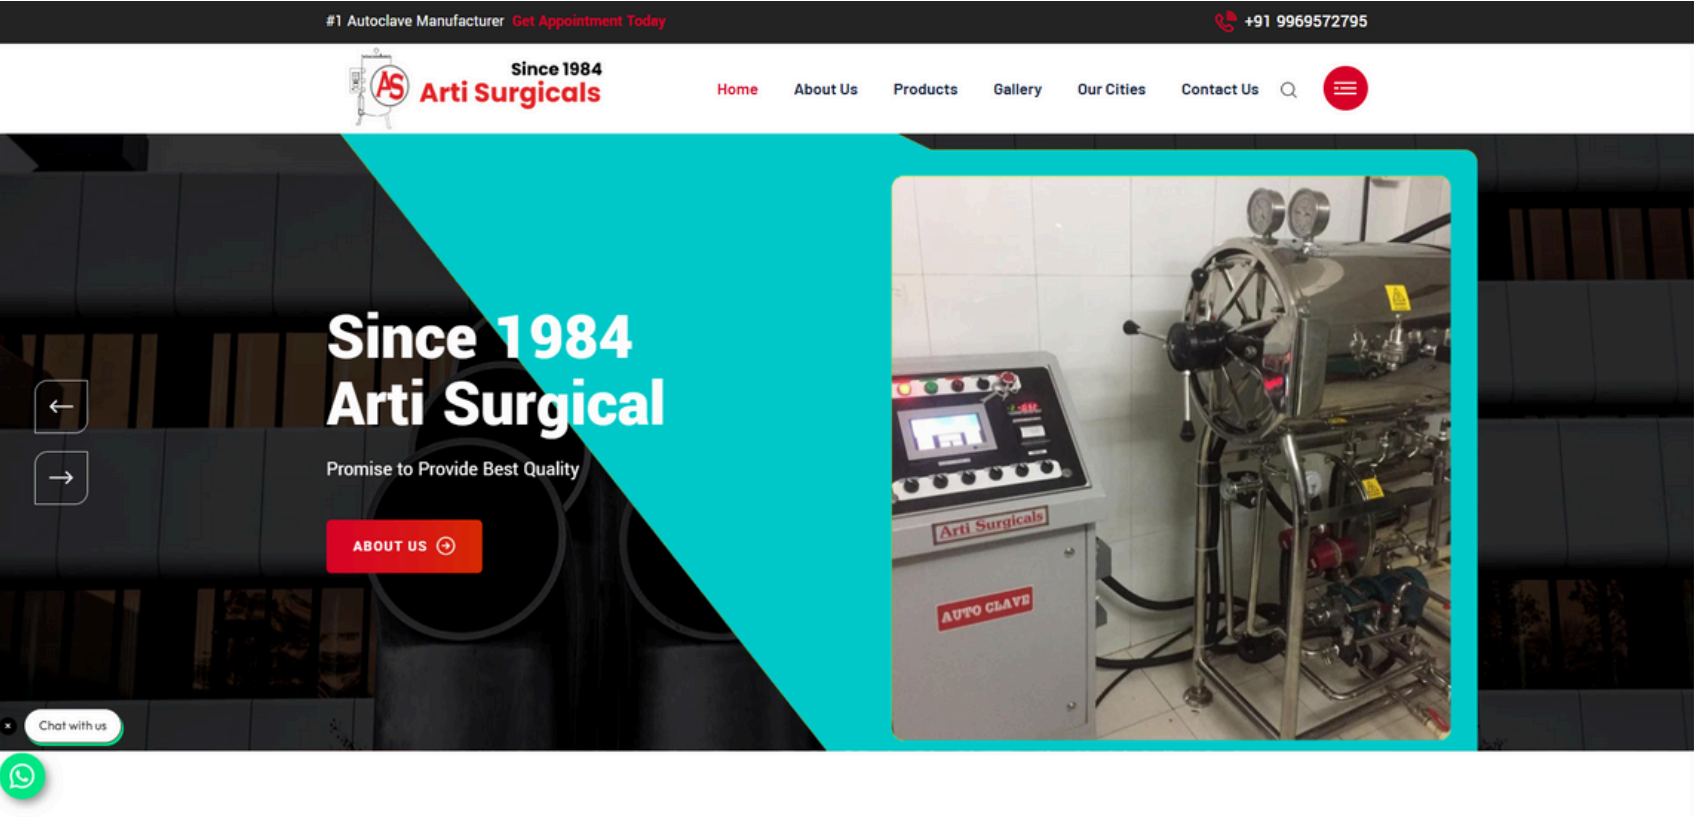 #1 Autoclave Manufacturer Get Appointment Today
+91 9969572795
AS
Since 1984
Arti Surgicals
Home
About Us
Products
Gallery
Our Cities
Contact Us
Since 1984
Arti Surgical
Promise to Provide Best Quality
ABOUT US
Arti Surgicals
AUTO CLAVE
Chat with us